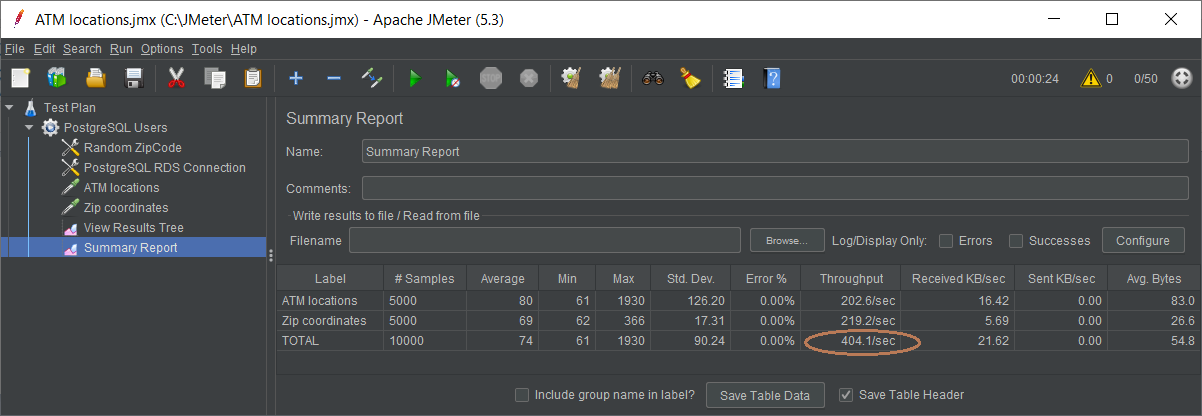 ATM locations.jmx (C:\JMeter\ATM locations.jmx) - Apache JMeter (5.3)
File Edit Search Run Options Tools Help
STOP 00:00:24 0 0/50
Test Plan
PostgreSQL Users
Random ZipCode
PostgreSQL RDS Connection
ATM locations
Zip coordinates
View Results Tree
Summary Report
Summary Report
Name: Summary Report
Comments:
Write results to file / Read from file
Filename Browse... Log/Display Only: Errors Successes Configure
Label # Samples Average Min Max Std. Dev. Error % Throughput Received KB/sec Sent KB/sec Avg. Bytes
ATM locations 5000 80 61 1930 126.20 0.00% 202.6/sec 16.42 0.00 83.0
Zip coordinates 5000 69 62 366 17.31 0.00% 219.2/sec 5.69 0.00 26.6
TOTAL 10000 74 61 1930 90.24 0.00% 404.1/sec 21.62 0.00 54.8
Include group name in label? Save Table Data Save Table Header